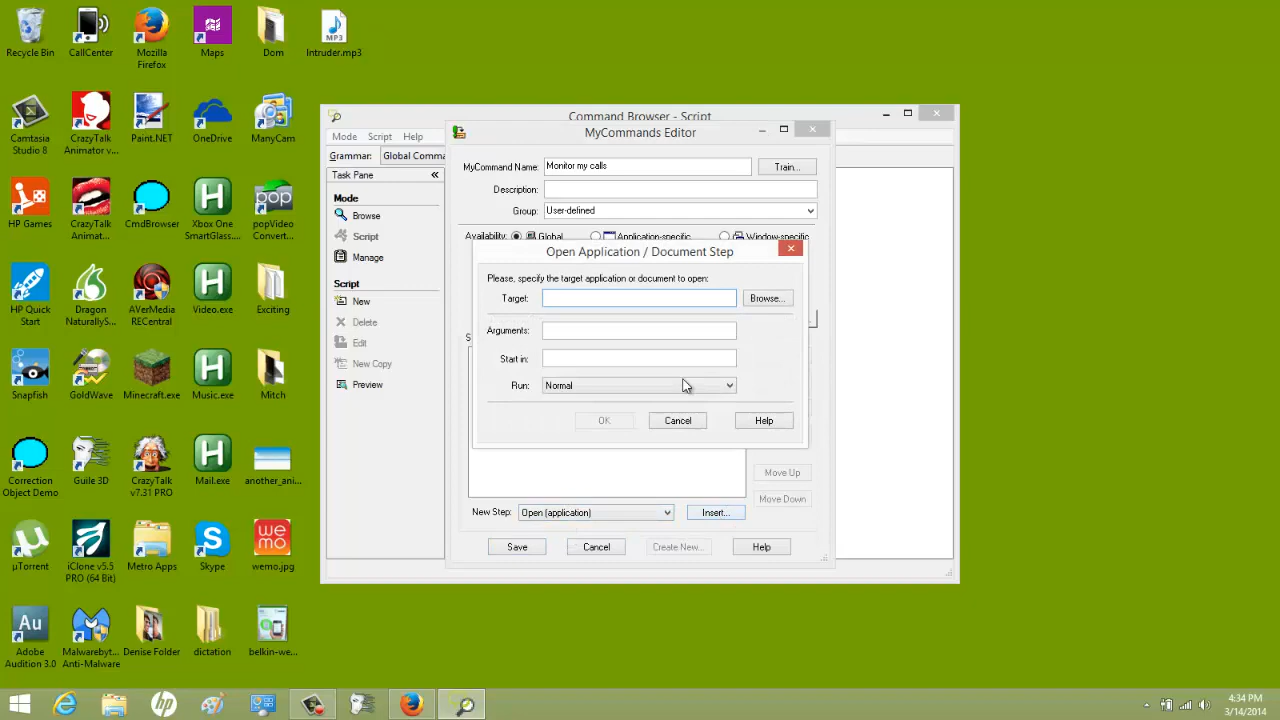 Recycle Bin
CallCenter
Mozilla
Firefox
Maps
Dom
MP3
Intruder.mp3
Camtasia
Studio 8
CrazyTalk
Animator v...
Paint.NET
OneDrive
ManyCam
HP Games
CrazyTalk
Animat...
CmdBrowser
Xbox One
SmartGlass....
pop
popVideo
Convert...
HP Quick
Start
Dragon
NaturallyS...
AVerMedia
RECentral
Video.exe
Exciting
Snapfish
GoldWave
Minecraft.exe
Music.exe
Mitch
Correction
Object Demo
Guile 3D
CrazyTalk
v7.31 PRO
Mail.exe
another_ani...
µTorrent
iClone v5.5
PRO (64 Bit)
Metro Apps
Skype
wemo
wemo.jpg
Au
Adobe
Audition 3.0
Malwarebyt...
Anti-Malware
Denise Folder
dictation
belkin-we...
Command Browser - Script
Mode Script Help
Grammar: Global Comma
Task Pane
Mode
Browse
Script
Manage
Script
New
Delete
Edit
New Copy
Preview
MyCommands Editor
MyCommand Name: Monitor my calls Train...
Description:
Group: User-defined
Availability: Global Application-specific Window-specific
S
Open Application / Document Step
Please, specify the target application or document to open:
Target: Browse...
Arguments:
Start in:
Run: Normal
OK Cancel Help
Move Up
Move Down
New Step: Open (application) Insert...
Save Cancel Create New... Help
hp
4:34 PM
3/14/2014